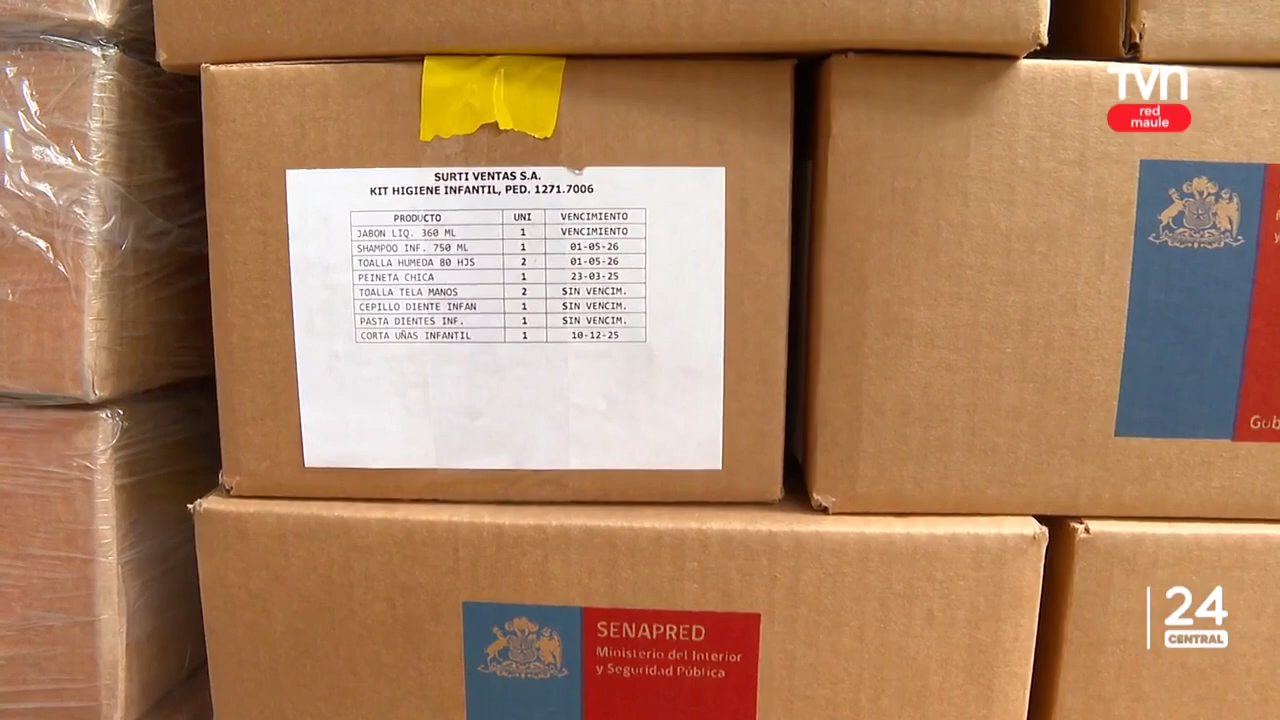 TVN
red
maule
SURTI VENTAS S.A.
KIT HIGIENE INFANTIL, PED. 1271.7006
PRODUCTO UNI VENCIMIENTO
JABON LIQ. 360 ML 1 VENCIMIENTO
SHAMPOO INF. 750 ML 1 01-05-26
TOALLA HUMEDA 80 HJS 2 01-05-26
PEINETA CHICA 1 23-03-25
TOALLA TELA MANOS 2 SIN VENCIM.
CEPILLO DIENTE INFAN 1 SIN VENCIM.
PASTA DIENTES INF. 1 SIN VENCIM.
CORTA UÑAS INFANTIL 1 10-12-25
SENAPRED
Ministerio del Interior
y Seguridad Pública
24
CENTRAL